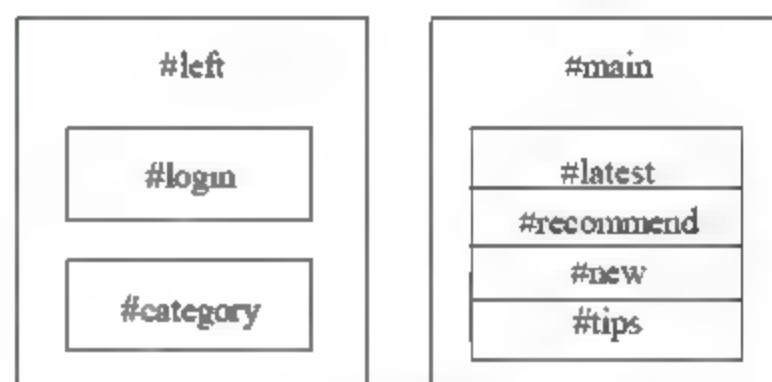 #left
#login
#category
#main
#latest
#recommend
#new
#tips